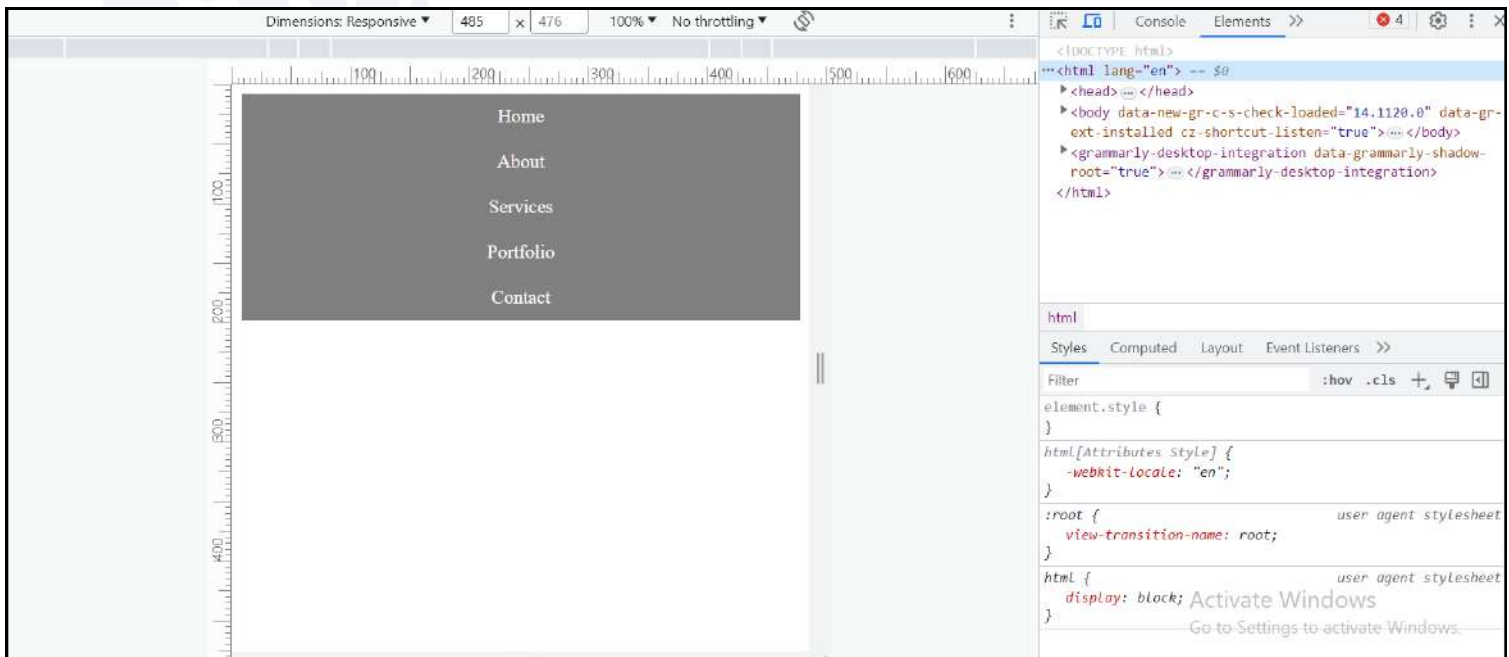 Dimensions: Responsive ▼ 485 x 476 100% ▼ No throttling ▼
Console Elements >> 4
<!DOCTYPE html>
···<html lang="en"> == $0
▶<head> ··· </head>
▶<body data-new-gr-c-s-check-loaded="14.1120.0" data-gr-
ext-installed cz-shortcut-listen="true"> ··· </body>
▶<grammarly-desktop-integration data-grammarly-shadow-
root="true"> ··· </grammarly-desktop-integration>
</html>
100 200 300 400 500 600
100
200
300
400
Home
About
Services
Portfolio
Contact
html
Styles Computed Layout Event Listeners >>
Filter :hov .cls +
element.style {
}
html[Attributes Style] {
-webkit-locale: "en";
}
:root { user agent stylesheet
view-transition-name: root;
}
html { user agent stylesheet
display: block;
}
Activate Windows
Go to Settings to activate Windows.